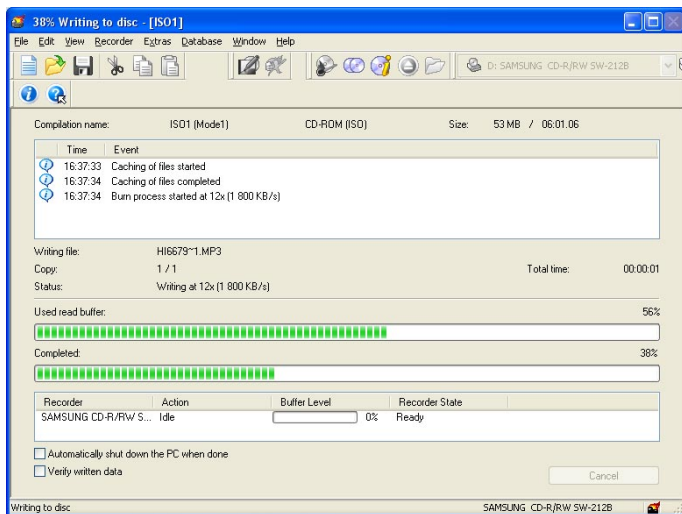 38% Writing to disc - [ISO1]
File Edit View Recorder Extras Database Window Help
D: SAMSUNG CD-R/RW SW-212B
Compilation name: ISO1 (Mode1) CD-ROM (ISO) Size: 53 MB / 06:01.06
Time Event
16:37:33 Caching of files started
16:37:34 Caching of files completed
16:37:34 Burn process started at 12x (1 800 KB/s)
Writing file: HI6679~1.MP3
Copy: 1 / 1 Total time: 00:00:01
Status: Writing at 12x (1 800 KB/s)
Used read buffer: 56%
Completed: 38%
Recorder Action Buffer Level Recorder State
SAMSUNG CD-R/RW S... Idle 0% Ready
Automatically shut down the PC when done
Verify written data
Cancel
Writing to disc SAMSUNG CD-R/RW SW-212B